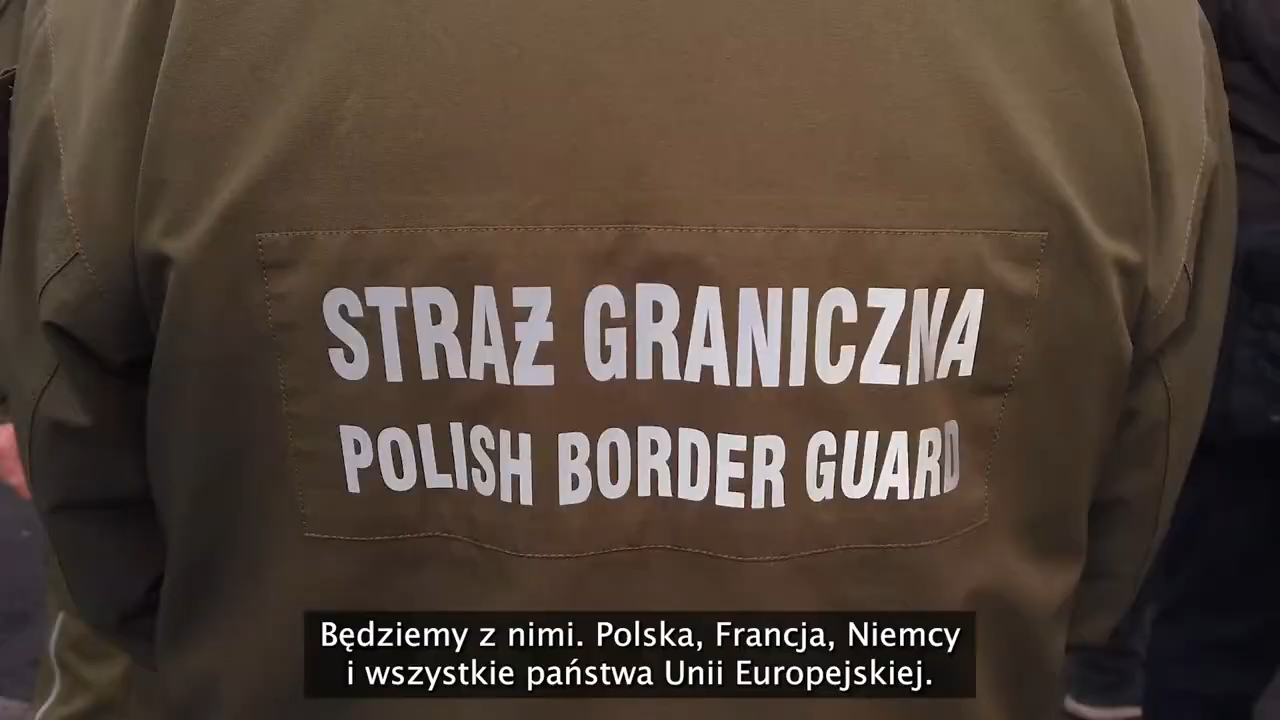 STRAŻ GRANICZNA
POLISH BORDER GUARD
Będziemy z nimi. Polska, Francja, Niemcy
i wszystkie państwa Unii Europejskiej.